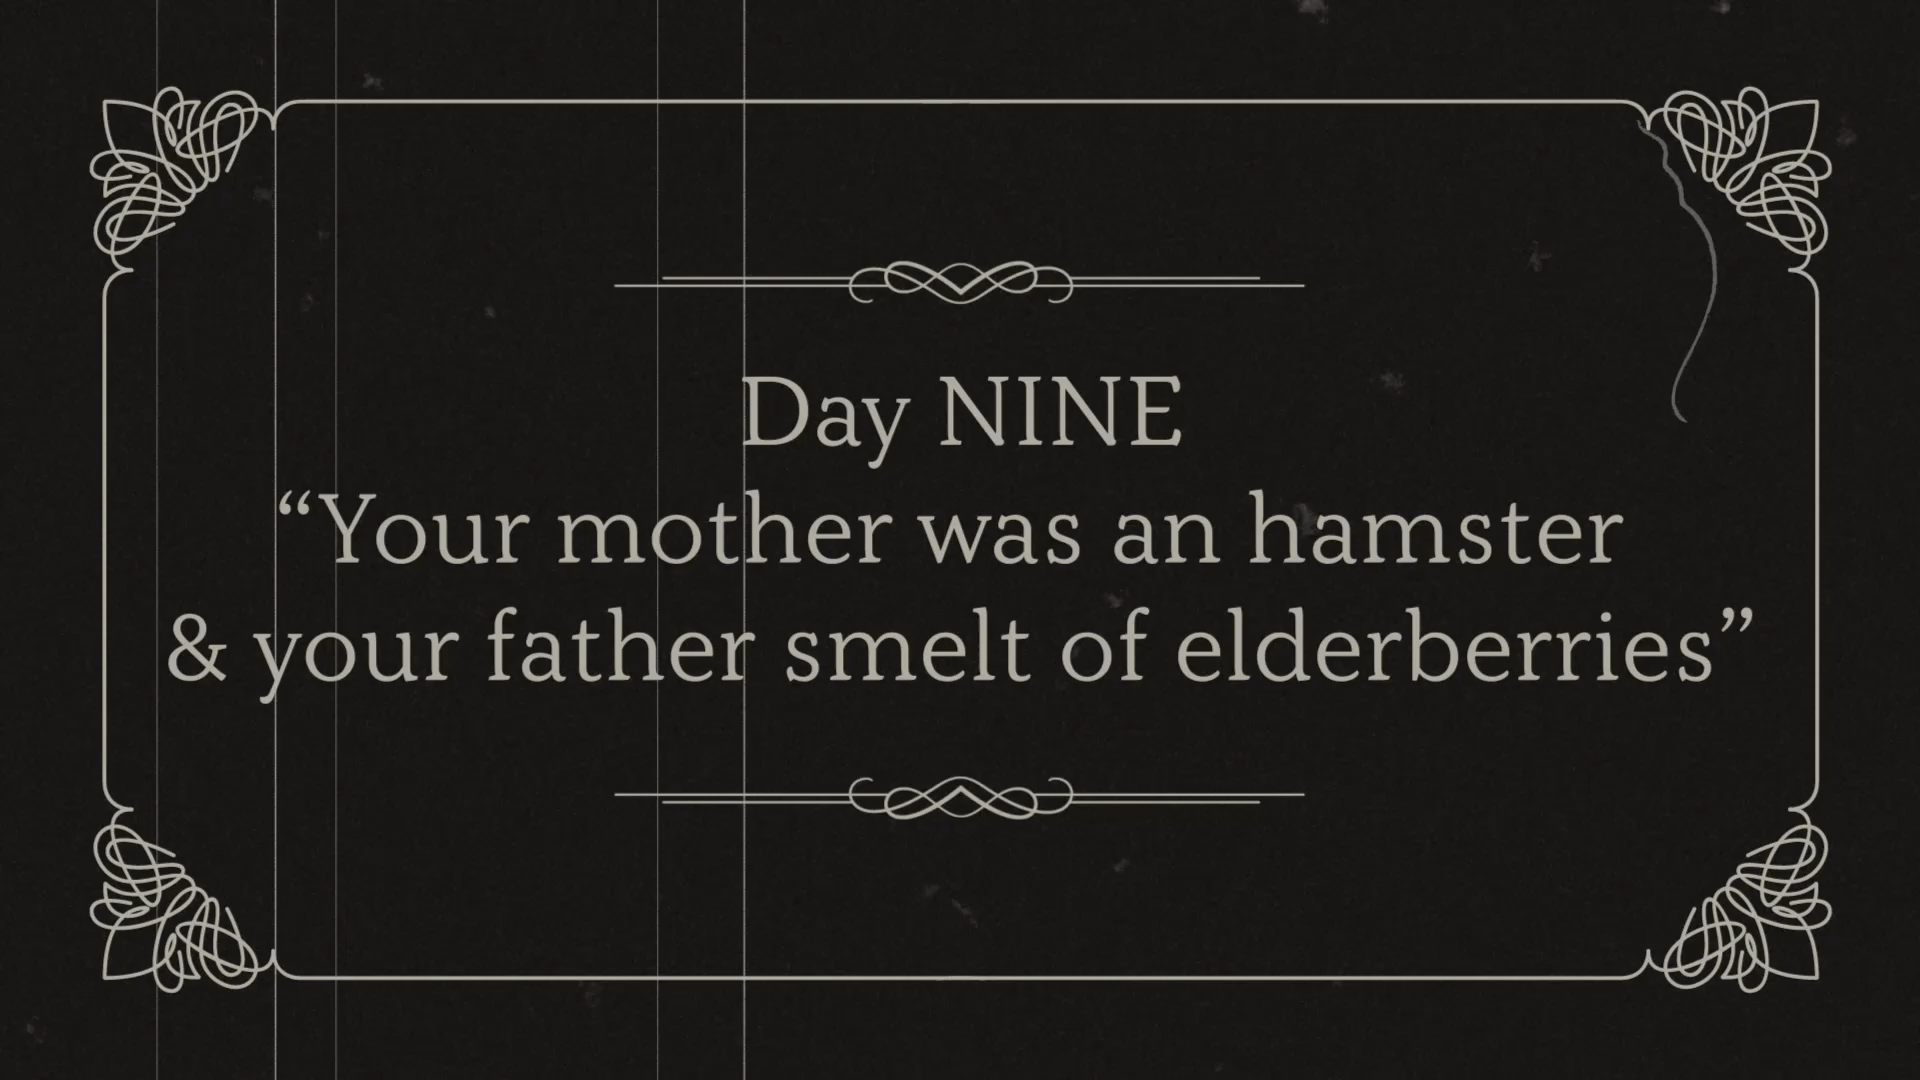 Day NINE
“Your mother was an hamster
& your father smelt of elderberries”